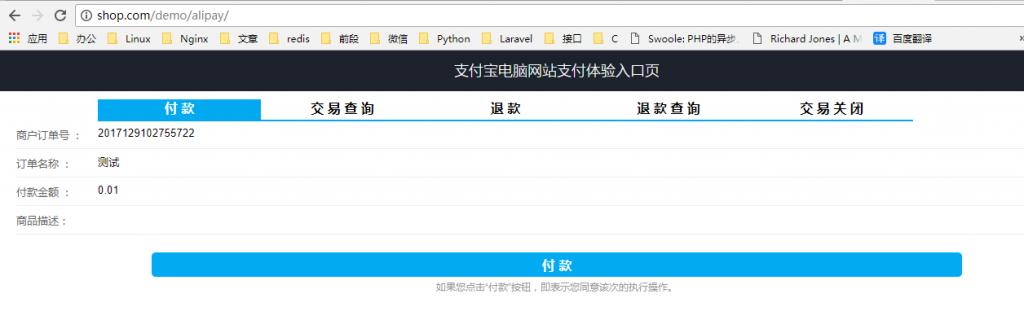 shop.com/demo/alipay/
应用 办公 Linux Nginx 文章 redis 前段 微信 Python Laravel 接口 C Swoole: PHP的异步 Richard Jones | A M 译 百度翻译
支付宝电脑网站支付体验入口页
付款 交易查询 退款 退款查询 交易关闭
商户订单号 : 2017129102755722
订单名称 : 测试
付款金额 : 0.01
商品描述 :
付款
如果您点击“付款”按钮，即表示您同意该次的执行操作。